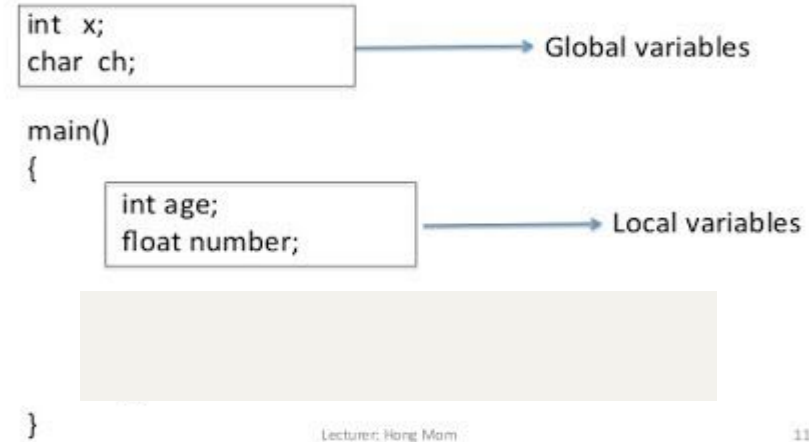 int x;
char ch;
Global variables
main()
{
int age;
float number;
Local variables
}
Lecturer: Hong Mom
11